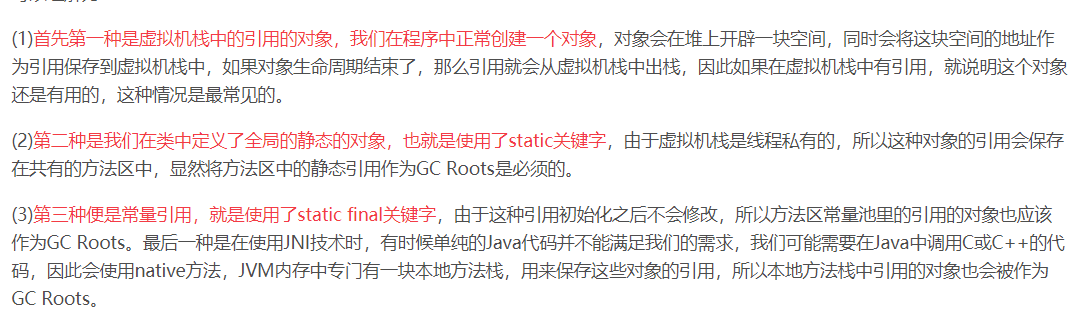 (1)首先第一种是虚拟机栈中的引用的对象，我们在程序中正常创建一个对象，对象会在堆上开辟一块空间，同时会将这块空间的地址作
为引用保存到虚拟机栈中，如果对象生命周期结束了，那么引用就会从虚拟机栈中出栈，因此如果在虚拟机栈中有引用，就说明这个对象
还是有用的，这种情况是最常见的。
(2)第二种是我们在类中定义了全局的静态的对象，也就是使用了static关键字，由于虚拟机栈是线程私有的，所以这种对象的引用会保存
在共有的方法区中，显然将方法区中的静态引用作为GC Roots是必须的。
(3)第三种便是常量引用，就是使用了static final关键字，由于这种引用初始化之后不会修改，所以方法区常量池里的引用的对象也应该
作为GC Roots。最后一种是在使用JNI技术时，有时候单纯的Java代码并不能满足我们的需求，我们可能需要在Java中调用C或C++的代
码，因此会使用native方法，JVM内存中专门有一块本地方法栈，用来保存这些对象的引用，所以本地方法栈中引用的对象也会被作为
GC Roots。